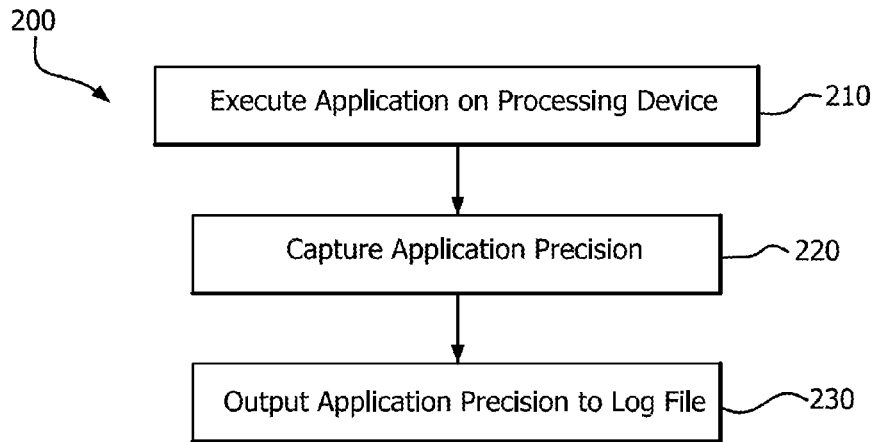 200
Execute Application on Processing Device
210
Capture Application Precision
220
Output Application Precision to Log File
230